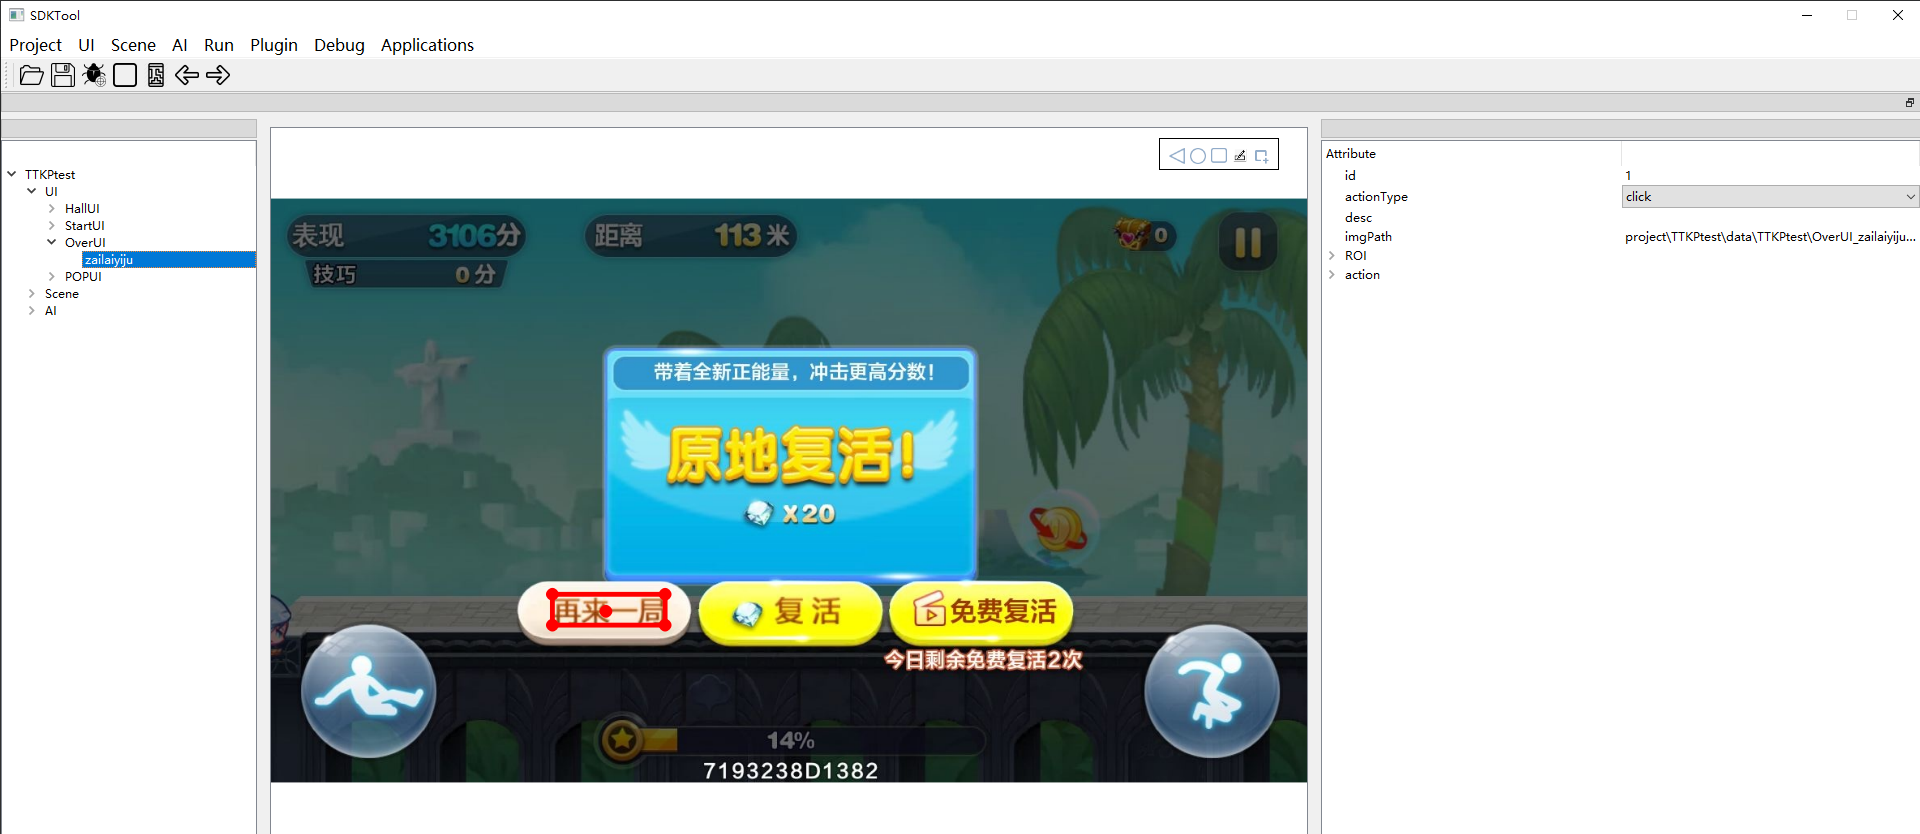 SDKTool
Project UI Scene AI Run Plugin Debug Applications
TTKPtest
UI
HallUI
StartUI
OverUI
zailaiyiju
POPUI
Scene
AI
表现 3106分
距离 113 米
0
技巧 0 分
带着全新正能量，冲击更高分数！
原地复活！
X20
再来一局
复活
免费复活
今日剩余免费复活2次
14%
7193238D1382
Attribute
id 1
actionType click
desc
imgPath project\TTKPtest\data\TTKPtest\OverUI_zailaiyiju...
ROI
action